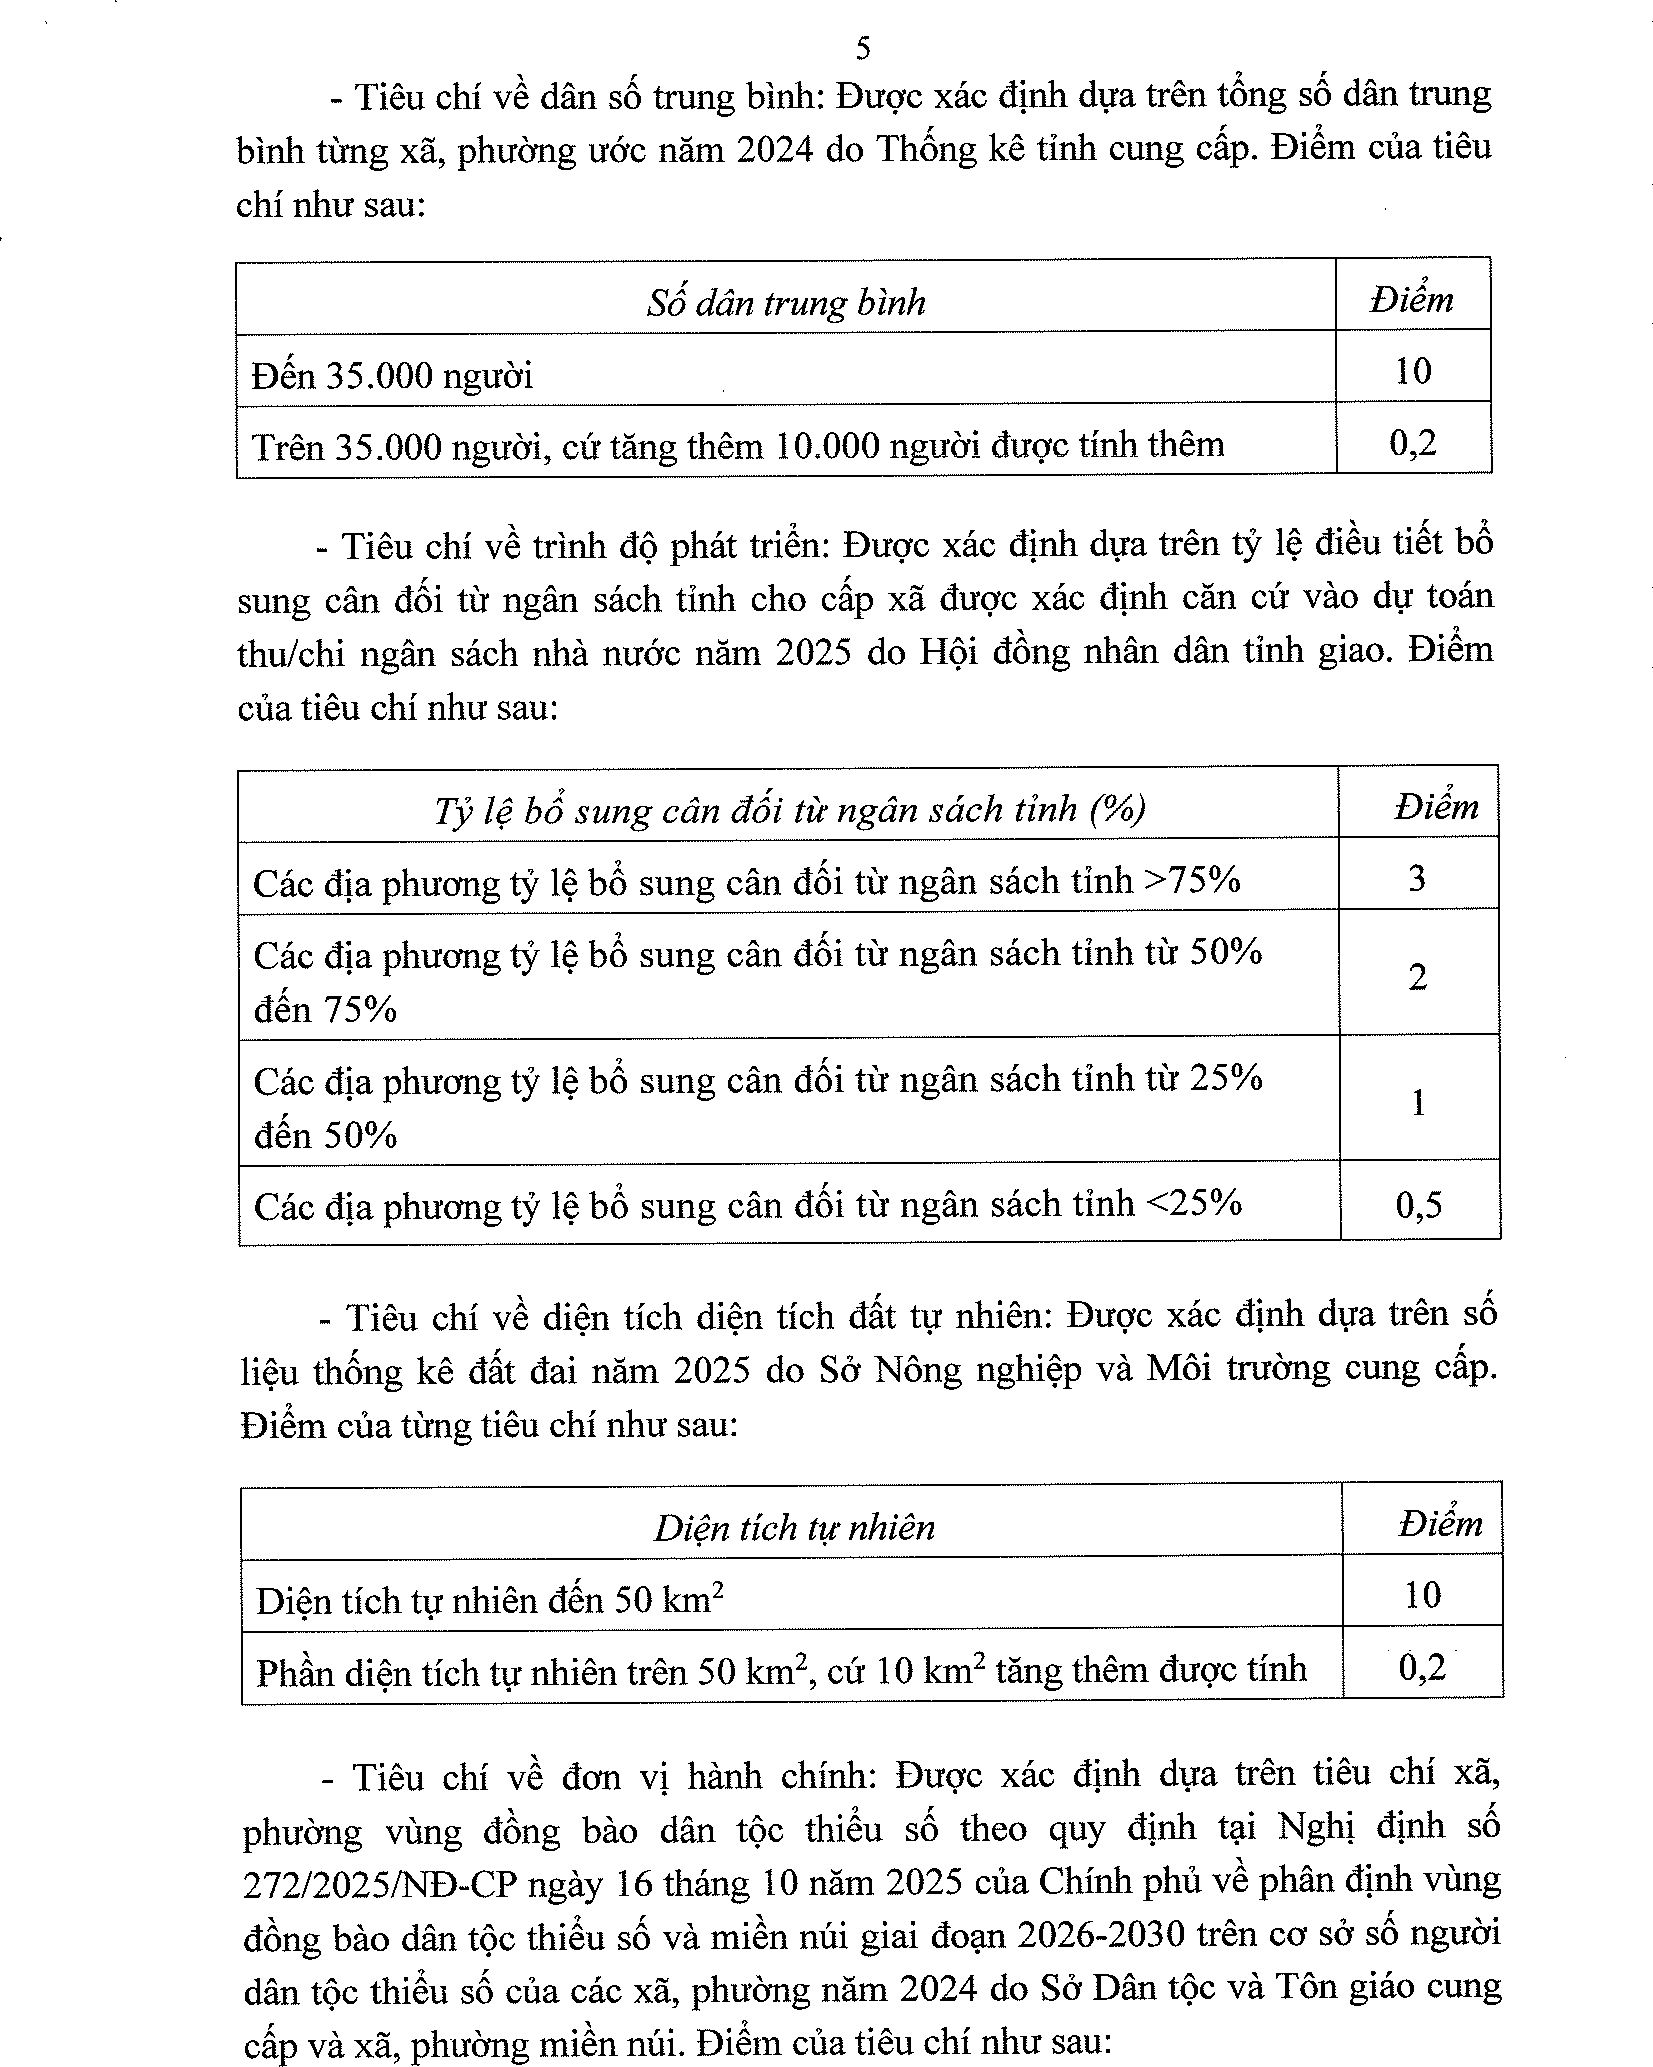 5
- Tiêu chí về dân số trung bình: Được xác định dựa trên tổng số dân trung
bình từng xã, phường ước năm 2024 do Thống kê tỉnh cung cấp. Điểm của tiêu
chí như sau:
Số dân trung bình Điểm
Đến 35.000 người 10
Trên 35.000 người, cứ tăng thêm 10.000 người được tính thêm 0,2
- Tiêu chí về trình độ phát triển: Được xác định dựa trên tỷ lệ điều tiết bổ
sung cân đối từ ngân sách tỉnh cho cấp xã được xác định căn cứ vào dự toán
thu/chi ngân sách nhà nước năm 2025 do Hội đồng nhân dân tỉnh giao. Điểm
của tiêu chí như sau:
Tỷ lệ bổ sung cân đối từ ngân sách tỉnh (%) Điểm
Các địa phương tỷ lệ bổ sung cân đối từ ngân sách tỉnh >75% 3
Các địa phương tỷ lệ bổ sung cân đối từ ngân sách tỉnh từ 50%
đến 75%
2
Các địa phương tỷ lệ bổ sung cân đối từ ngân sách tỉnh từ 25%
đến 50%
1
Các địa phương tỷ lệ bổ sung cân đối từ ngân sách tỉnh <25% 0,5
- Tiêu chí về diện tích diện tích đất tự nhiên: Được xác định dựa trên số
liệu thống kê đất đai năm 2025 do Sở Nông nghiệp và Môi trường cung cấp.
Điểm của từng tiêu chí như sau:
Diện tích tự nhiên Điểm
Diện tích tự nhiên đến 50 km² 10
Phần diện tích tự nhiên trên 50 km², cứ 10 km² tăng thêm được tính 0,2
- Tiêu chí về đơn vị hành chính: Được xác định dựa trên tiêu chí xã,
phường vùng đồng bào dân tộc thiểu số theo quy định tại Nghị định số
272/2025/NĐ-CP ngày 16 tháng 10 năm 2025 của Chính phủ về phân định vùng
đồng bào dân tộc thiểu số và miền núi giai đoạn 2026-2030 trên cơ sở số người
dân tộc thiểu số của các xã, phường năm 2024 do Sở Dân tộc và Tôn giáo cung
cấp và xã, phường miền núi. Điểm của tiêu chí như sau: